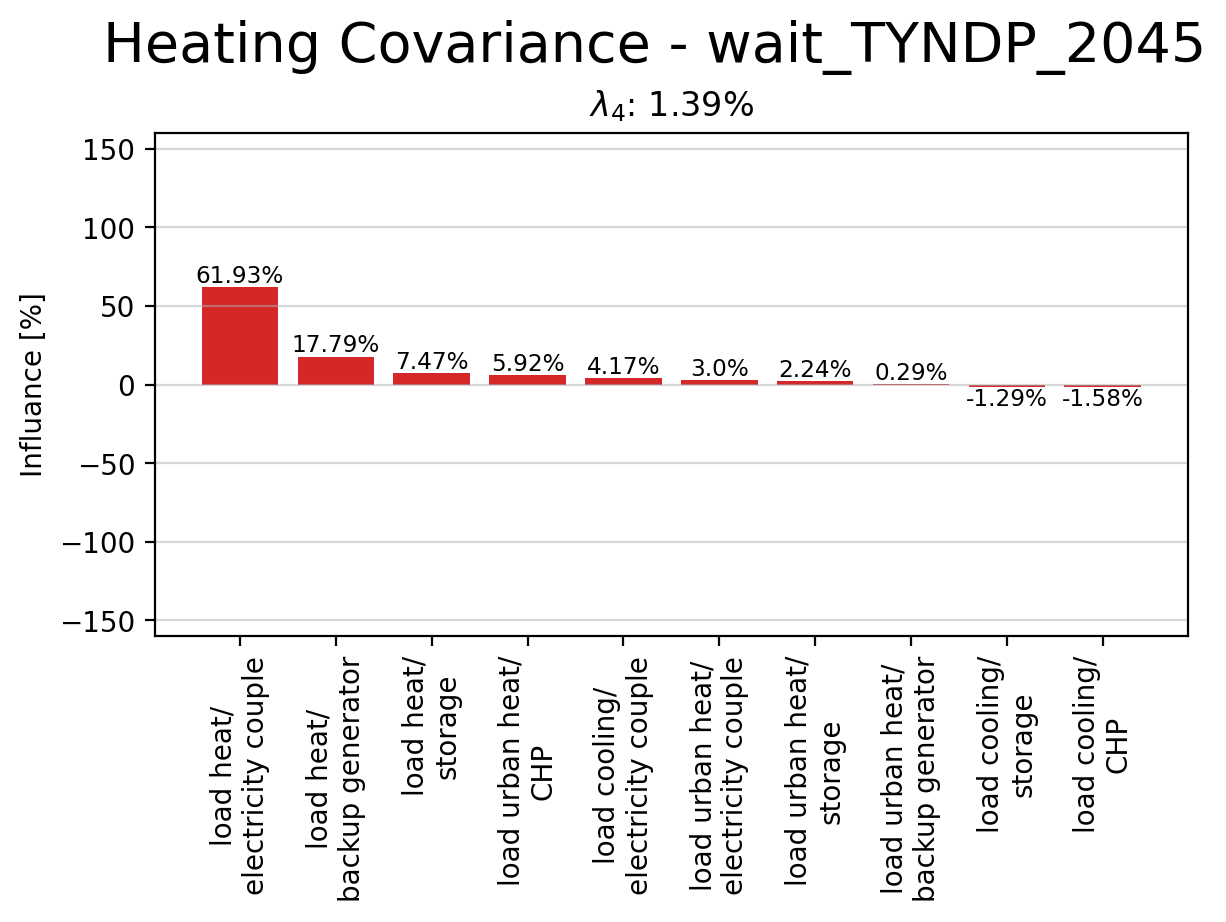 Heating Covariance - wait_TYNDP_2045
λ4: 1.39%
Influance [%]
150
100
50
0
−50
−100
−150
61.93%
17.79%
7.47%
5.92%
4.17%
3.0%
2.24%
0.29%
-1.29%
-1.58%
load heat/
electricity couple
load heat/
backup generator
load heat/
storage
load urban heat/
CHP
load cooling/
electricity couple
load urban heat/
electricity couple
load urban heat/
storage
load urban heat/
backup generator
load cooling/
storage
load cooling/
CHP